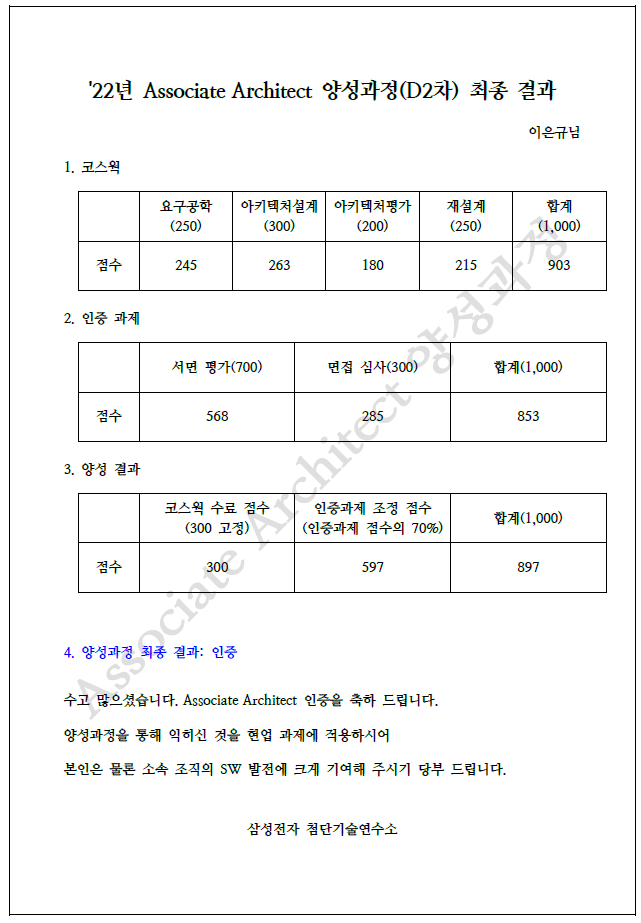 '22년 Associate Architect 양성과정(D2차) 최종 결과
이은규님
1. 코스웍
요구공학 아키텍처설계 아키텍처평가 재설계 합계
(250) (300) (200) (250) (1,000)
점수 245 263 180 215 903
2. 인증 과제
서면 평가(700) 면접 심사(300) 합계(1,000)
점수 568 285 853
3. 양성 결과
코스웍 수료 점수 인증과제 조정 점수 합계(1,000)
(300 고정) (인증과제 점수의 70%)
점수 300 597 897
4. 양성과정 최종 결과: 인증
수고 많으셨습니다. Associate Architect 인증을 축하 드립니다.
양성과정을 통해 익히신 것을 현업 과제에 적용하시어
본인은 물론 소속 조직의 SW 발전에 크게 기여해 주시기 당부 드립니다.
삼성전자 첨단기술연수소
Associate Architect 양성과정